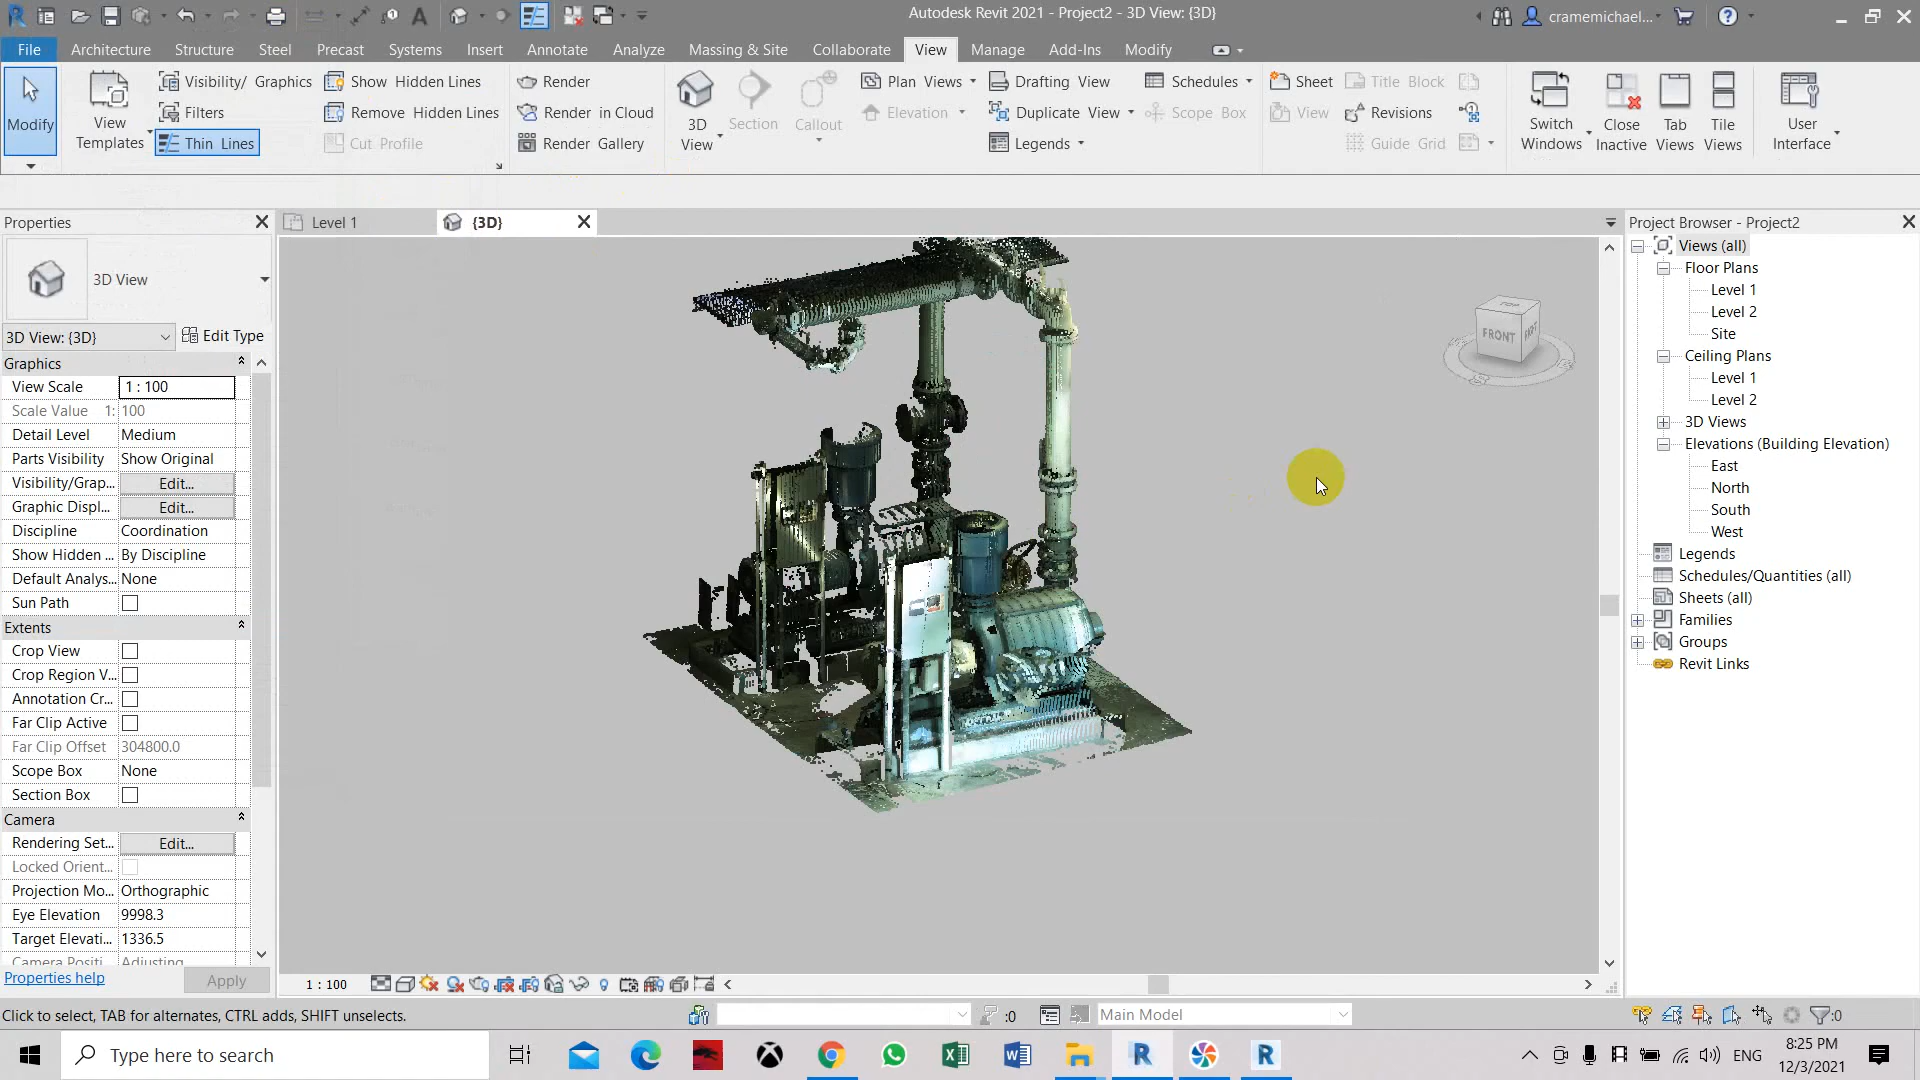 Autodesk Revit 2021 - Project2 - 3D View: {3D}
cramemichael...
File Architecture Structure Steel Precast Systems Insert Annotate Analyze Massing & Site Collaborate View Manage Add-Ins Modify
Modify
View Templates
Visibility/ Graphics
Filters
Thin Lines
Show Hidden Lines
Remove Hidden Lines
Cut Profile
Render
Render in Cloud
Render Gallery
3D View
Section
Callout
Plan Views
Elevation
Drafting View
Duplicate View
Legends
Schedules
Scope Box
Sheet
View
Title Block
Revisions
Guide Grid
Switch Windows
Close Inactive
Tab Views
Tile Views
User Interface
Properties
Level 1
{3D}
Project Browser - Project2
3D View
3D View: {3D}
Edit Type
Graphics
View Scale 1 : 100
Scale Value 1: 100
Detail Level Medium
Parts Visibility Show Original
Visibility/Grap... Edit...
Graphic Displ... Edit...
Discipline Coordination
Show Hidden ... By Discipline
Default Analys... None
Sun Path
Extents
Crop View
Crop Region V...
Annotation Cr...
Far Clip Active
Far Clip Offset 304800.0
Scope Box None
Section Box
Camera
Rendering Set... Edit...
Locked Orient...
Projection Mo... Orthographic
Eye Elevation 9998.3
Target Elevati... 1336.5
Camera Positi... Adjusting
Properties help
Apply
TOP
FRONT
Views (all)
Floor Plans
Level 1
Level 2
Site
Ceiling Plans
Level 1
Level 2
3D Views
Elevations (Building Elevation)
East
North
South
West
Legends
Schedules/Quantities (all)
Sheets (all)
Families
Groups
Revit Links
1 : 100
Click to select, TAB for alternates, CTRL adds, SHIFT unselects.
:0
Main Model
:0
Type here to search
ENG
8:25 PM
12/3/2021